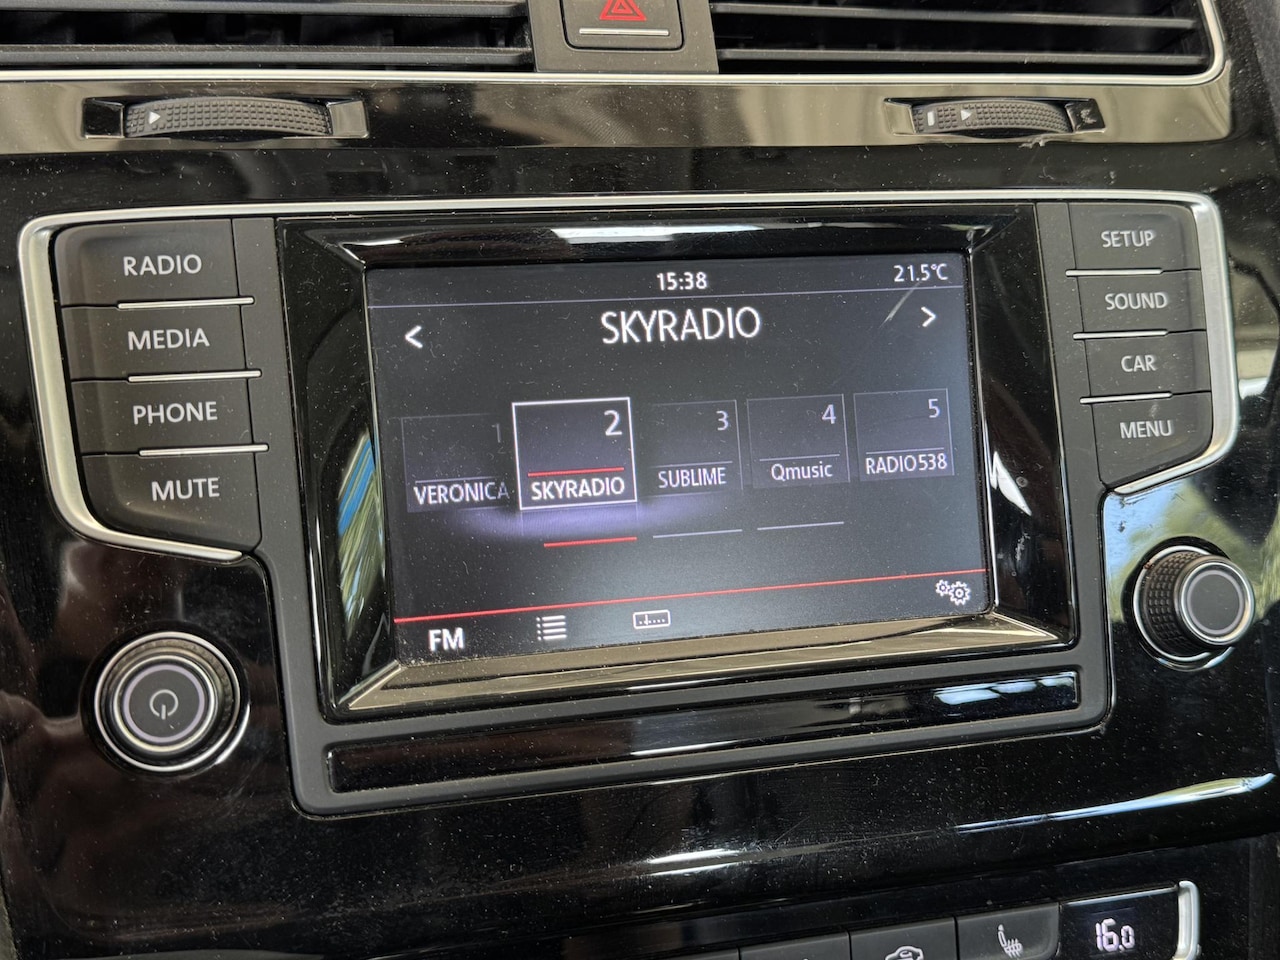 RADIO
MEDIA
PHONE
MUTE
15:38
21.5°C
< SKYRADIO >
1 2 3 4 5
VERONICA SKYRADIO SUBLIME Qmusic RADIO538
FM
SETUP
SOUND
CAR
MENU
16.0